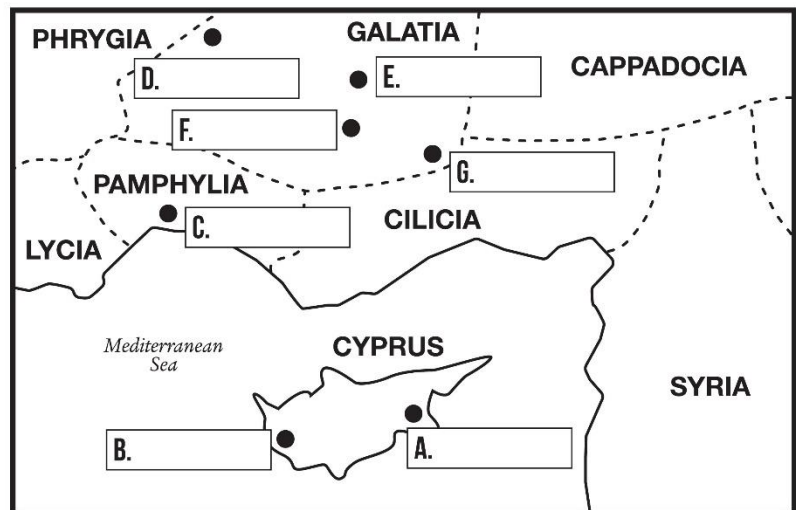 PHRYGIA
GALATIA
CAPPADOCIA
D.
E.
F.
G.
PAMPHYLIA
C.
CILICIA
LYCIA
Mediterranean
Sea
CYPRUS
SYRIA
B.
A.